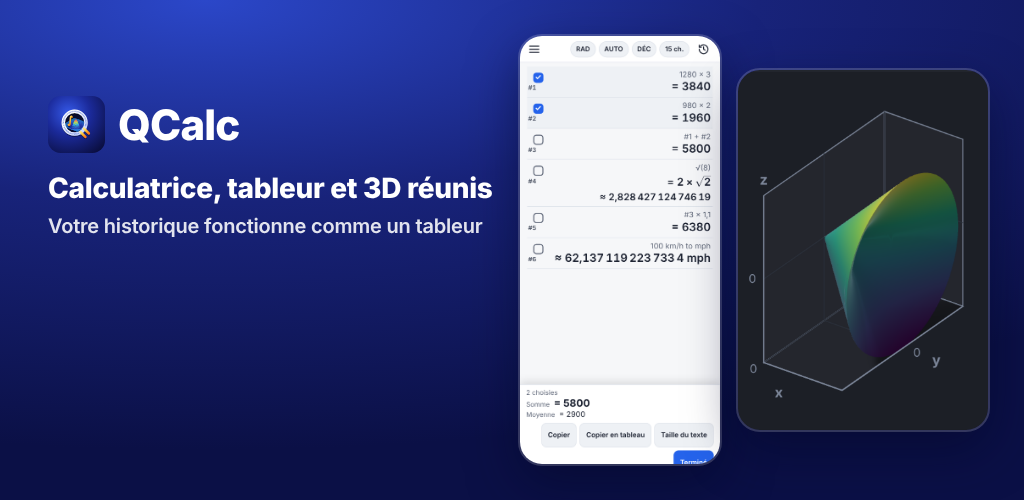 QCalc
Calculatrice, tableur et 3D réunis
Votre historique fonctionne comme un tableur
RAD AUTO DÉC 15 ch.
1280 × 3
#1 = 3840
980 × 2
#2 = 1960
#1 + #2
#3 = 5800
√(8)
#4 = 2 × √2
≈ 2,828 427 124 746 19
#3 × 1,1
#5 = 6380
100 km/h to mph
#6 ≈ 62,137 119 223 733 4 mph
2 choisies
Somme = 5800
Moyenne = 2900
Copier Copier en tableau Taille du texte
Terminé
z
0
0
x
0
y